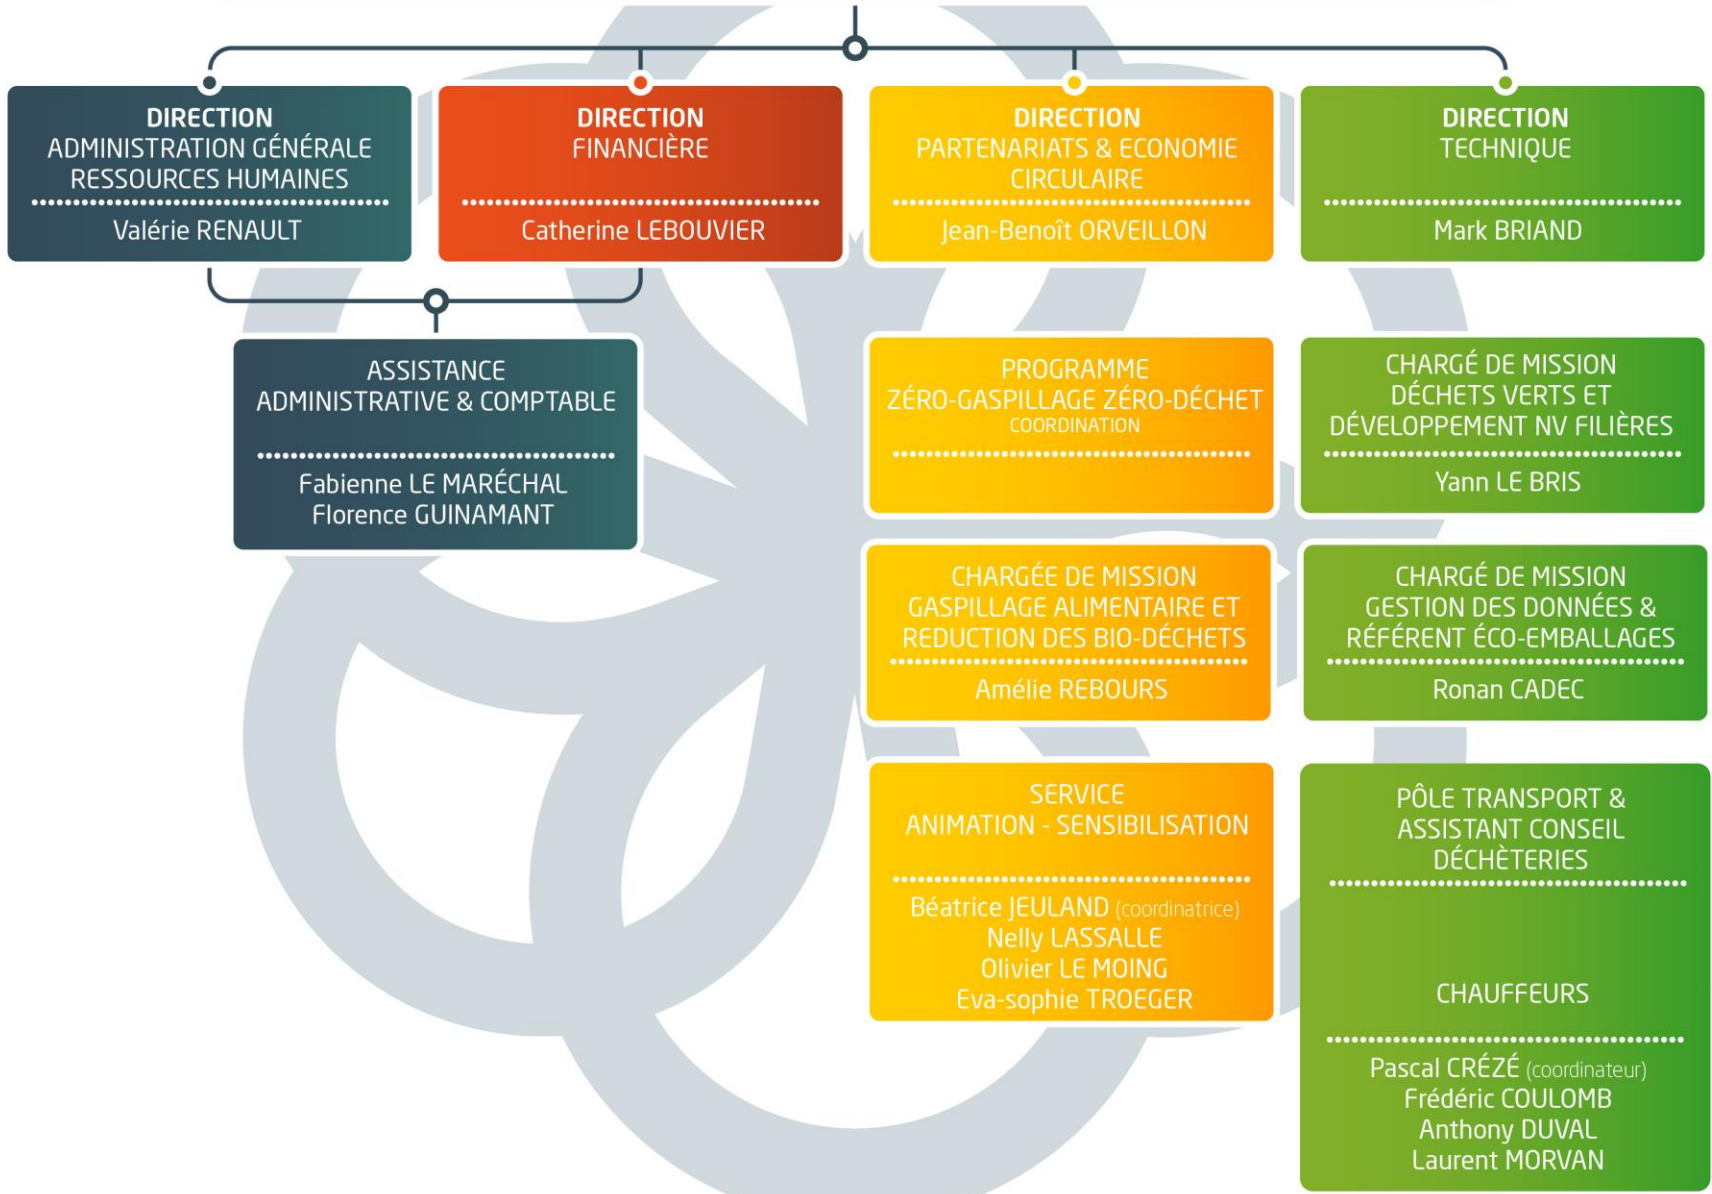 DIRECTION
ADMINISTRATION GÉNÉRALE
RESSOURCES HUMAINES
Valérie RENAULT
DIRECTION
FINANCIÈRE
Catherine LEBOUVIER
DIRECTION
PARTENARIATS & ECONOMIE
CIRCULAIRE
Jean-Benoît ORVEILLON
DIRECTION
TECHNIQUE
Mark BRIAND
ASSISTANCE
ADMINISTRATIVE & COMPTABLE
Fabienne LE MARÉCHAL
Florence GUINAMANT
PROGRAMME
ZÉRO-GASPILLAGE ZÉRO-DÉCHET
COORDINATION
CHARGÉ DE MISSION
DÉCHETS VERTS ET
DÉVELOPPEMENT NV FILIÈRES
Yann LE BRIS
CHARGÉE DE MISSION
GASPILLAGE ALIMENTAIRE ET
REDUCTION DES BIO-DÉCHETS
Amélie REBOURS
CHARGÉ DE MISSION
GESTION DES DONNÉES &
RÉFÉRENT ÉCO-EMBALLAGES
Ronan CADEC
SERVICE
ANIMATION - SENSIBILISATION
Béatrice JEULAND (coordinatrice)
Nelly LASSALLE
Olivier LE MOING
Eva-sophie TROEGER
PÔLE TRANSPORT &
ASSISTANT CONSEIL
DÉCHÈTERIES
CHAUFFEURS
Pascal CRÉZÉ (coordinateur)
Frédéric COULOMB
Anthony DUVAL
Laurent MORVAN